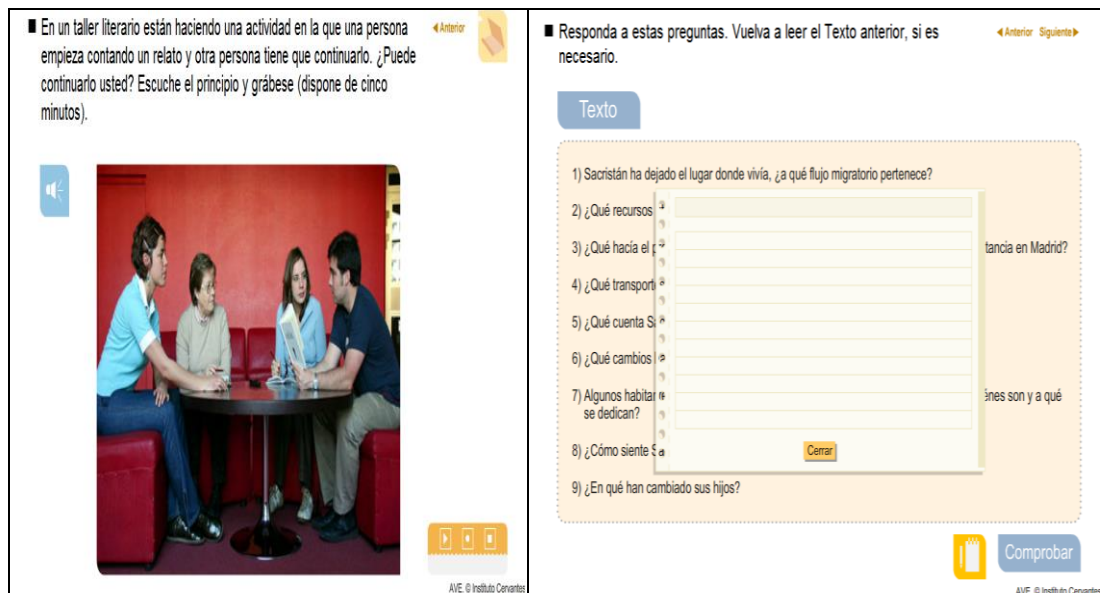 ■ En un taller literario están haciendo una actividad en la que una persona
empieza contando un relato y otra persona tiene que continuarlo. ¿Puede
continuarlo usted? Escuche el principio y grábese (dispone de cinco
minutos).
Anterior
AVE. © Instituto Cervantes
■ Responda a estas preguntas. Vuelva a leer el Texto anterior, si es
necesario.
Anterior Siguiente
Texto
1) Sacristán ha dejado el lugar donde vivía, ¿a qué flujo migratorio pertenece?
2) ¿Qué recursos
3) ¿Qué hacía el p tancia en Madrid?
4) ¿Qué transport
5) ¿Qué cuenta S
6) ¿Qué cambios
7) Algunos habitan énes son y a qué
se dedican?
8) ¿Cómo siente S
Cerrar
9) ¿En qué han cambiado sus hijos?
Comprobar
AVE. © Instituto Cervantes